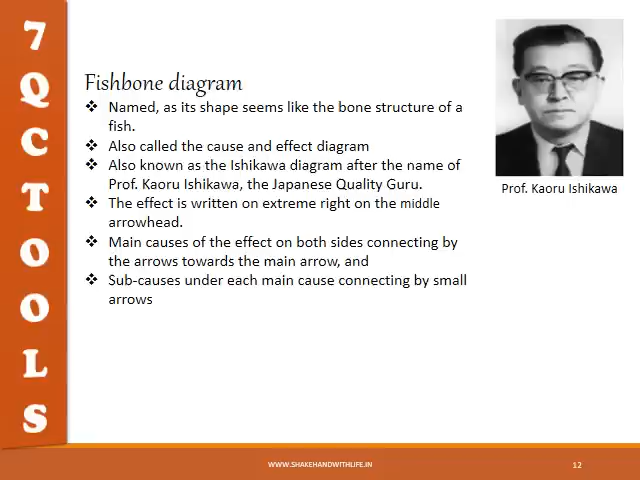 7
Q
C
T
O
O
L
S
Fishbone diagram
❖ Named, as its shape seems like the bone structure of a
fish.
❖ Also called the cause and effect diagram
❖ Also known as the Ishikawa diagram after the name of
Prof. Kaoru Ishikawa, the Japanese Quality Guru.
❖ The effect is written on extreme right on the middle
arrowhead.
❖ Main causes of the effect on both sides connecting by
the arrows towards the main arrow, and
❖ Sub-causes under each main cause connecting by small
arrows
Prof. Kaoru Ishikawa
WWW.SHAKEHANDWITHLIFE.IN
12